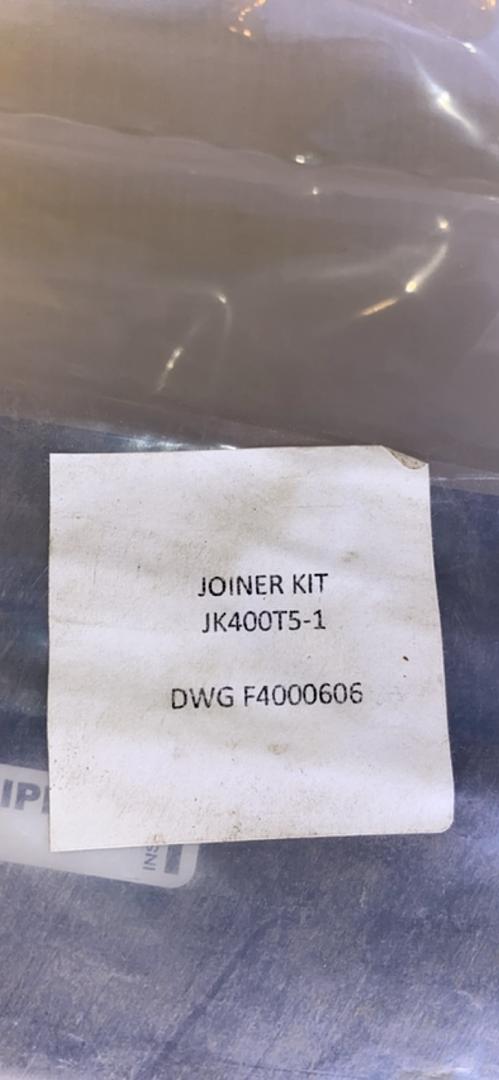 JOINER KIT
JK400T5-1
DWG F4000606